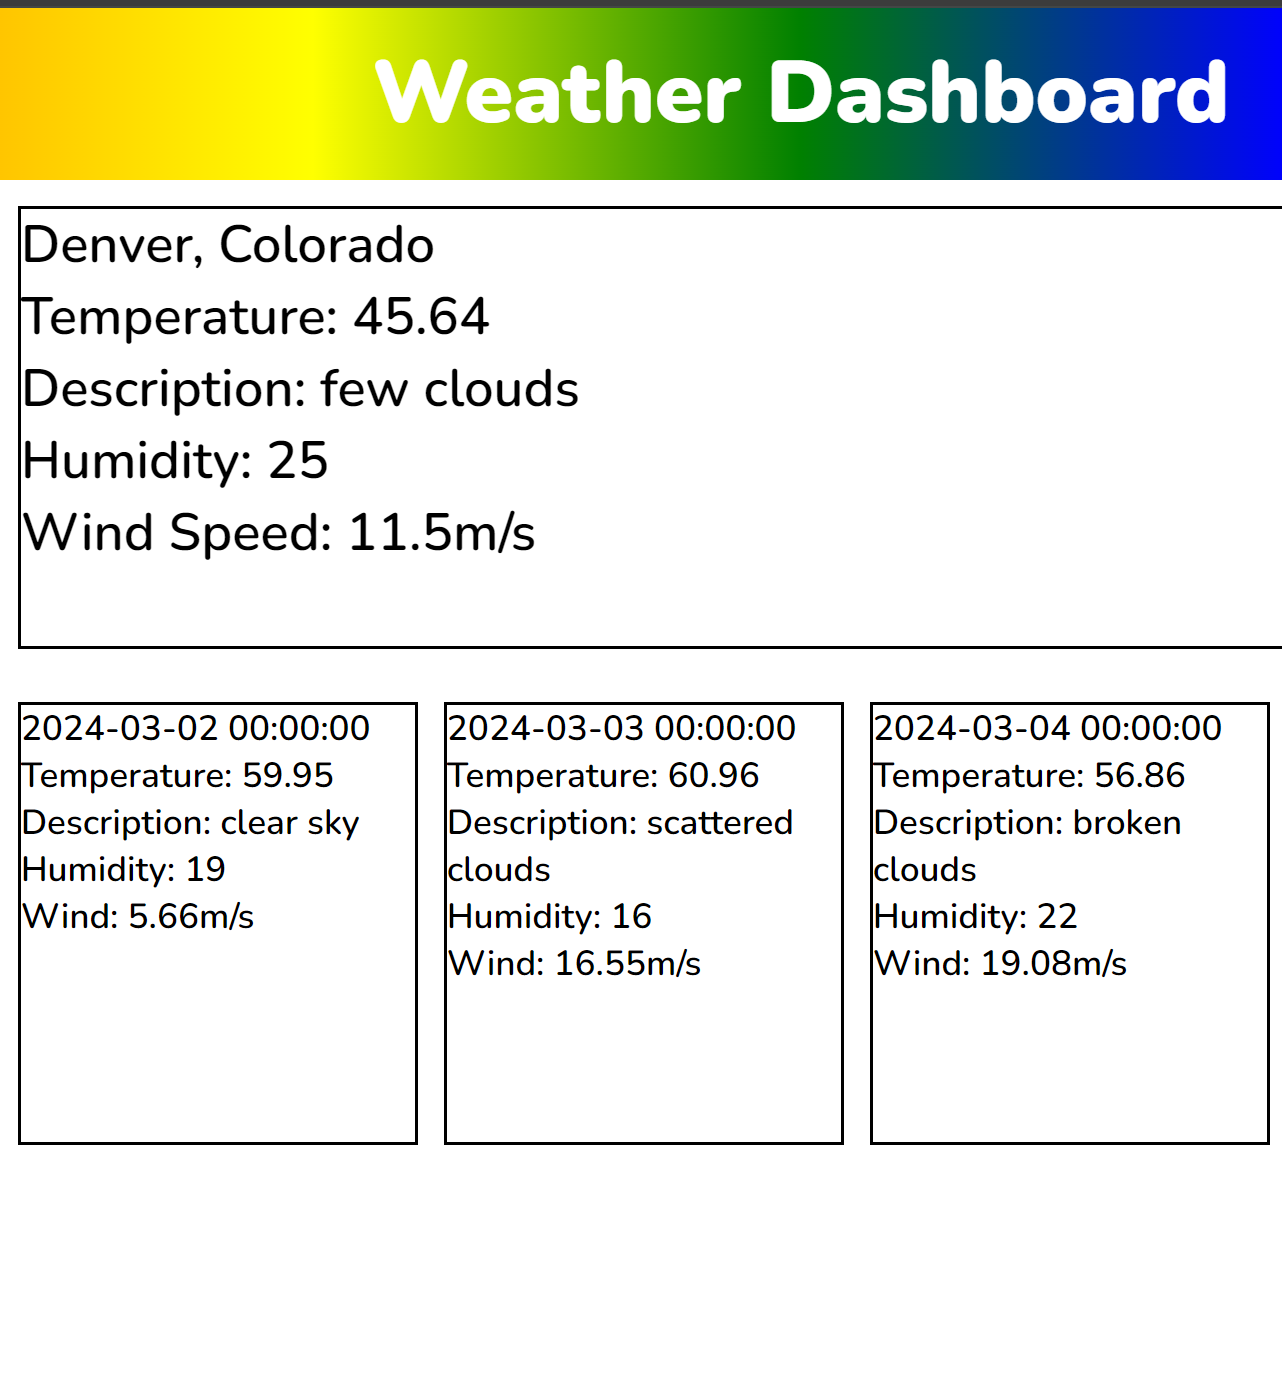 Weather Dashboard
Denver, Colorado
Temperature: 45.64
Description: few clouds
Humidity: 25
Wind Speed: 11.5m/s
2024-03-02 00:00:00
Temperature: 59.95
Description: clear sky
Humidity: 19
Wind: 5.66m/s
2024-03-03 00:00:00
Temperature: 60.96
Description: scattered
clouds
Humidity: 16
Wind: 16.55m/s
2024-03-04 00:00:00
Temperature: 56.86
Description: broken
clouds
Humidity: 22
Wind: 19.08m/s